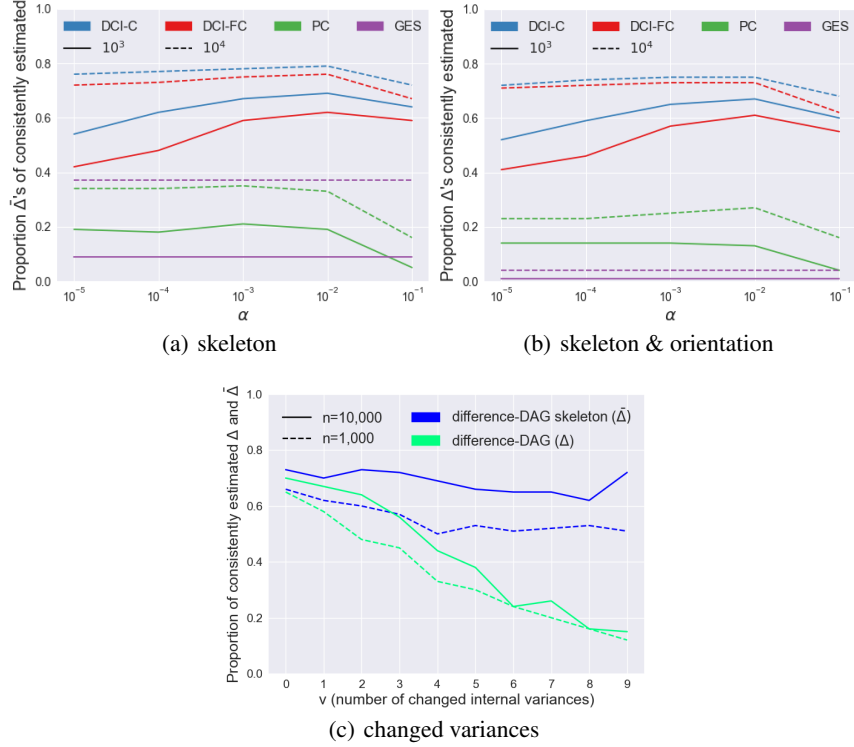 DCI-C DCI-FC PC GES
10³ 10⁴
Proportion Δ̄'s of consistently estimated
1.0
0.8
0.6
0.4
0.2
0.0
10⁻⁵ 10⁻⁴ 10⁻³ 10⁻² 10⁻¹
α
(a) skeleton
DCI-C DCI-FC PC GES
10³ 10⁴
Proportion Δ's consistently estimated
1.0
0.8
0.6
0.4
0.2
0.0
10⁻⁵ 10⁻⁴ 10⁻³ 10⁻² 10⁻¹
α
(b) skeleton & orientation
Proportion of consistently estimated Δ and Δ̄
1.0
0.8
0.6
0.4
0.2
0.0
n=10,000 difference-DAG skeleton (Δ̄)
n=1,000 difference-DAG (Δ)
0 1 2 3 4 5 6 7 8 9
v (number of changed internal variances)
(c) changed variances